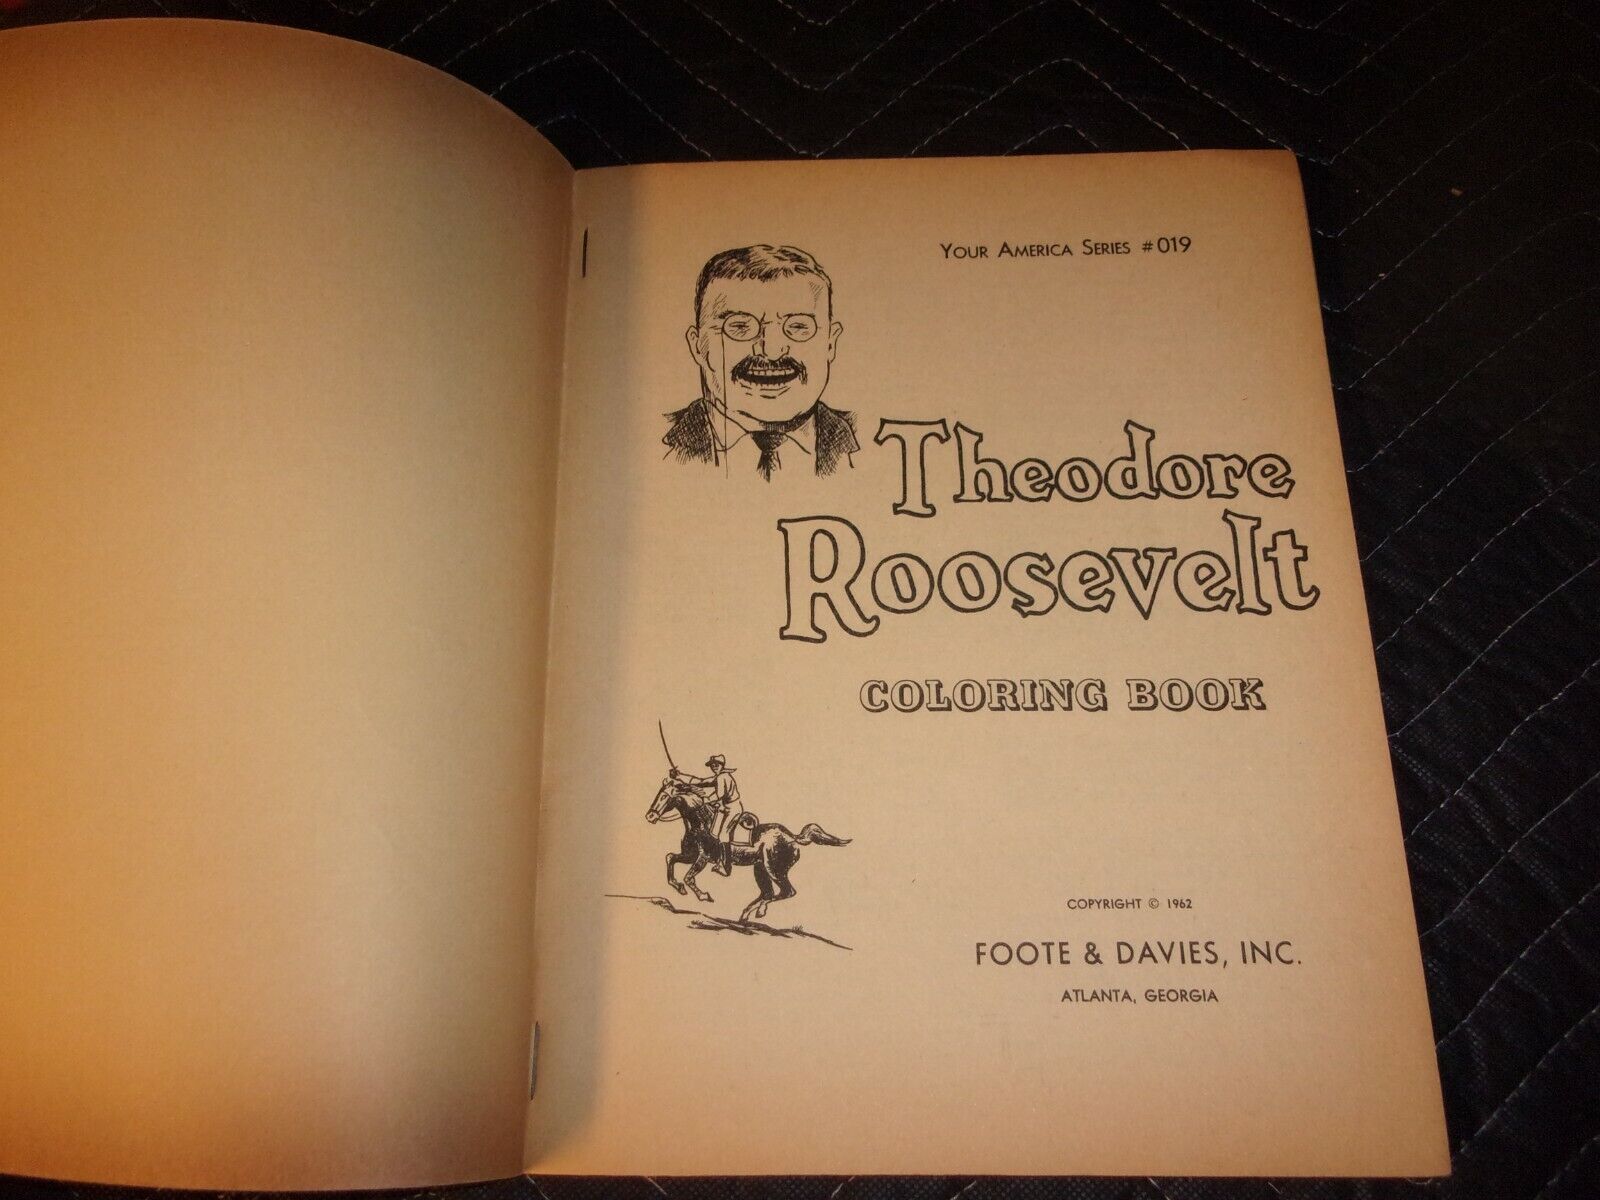 YOUR AMERICA SERIES #019
Theodore
Roosevelt
COLORING BOOK
COPYRIGHT © 1962
FOOTE & DAVIES, INC.
ATLANTA, GEORGIA